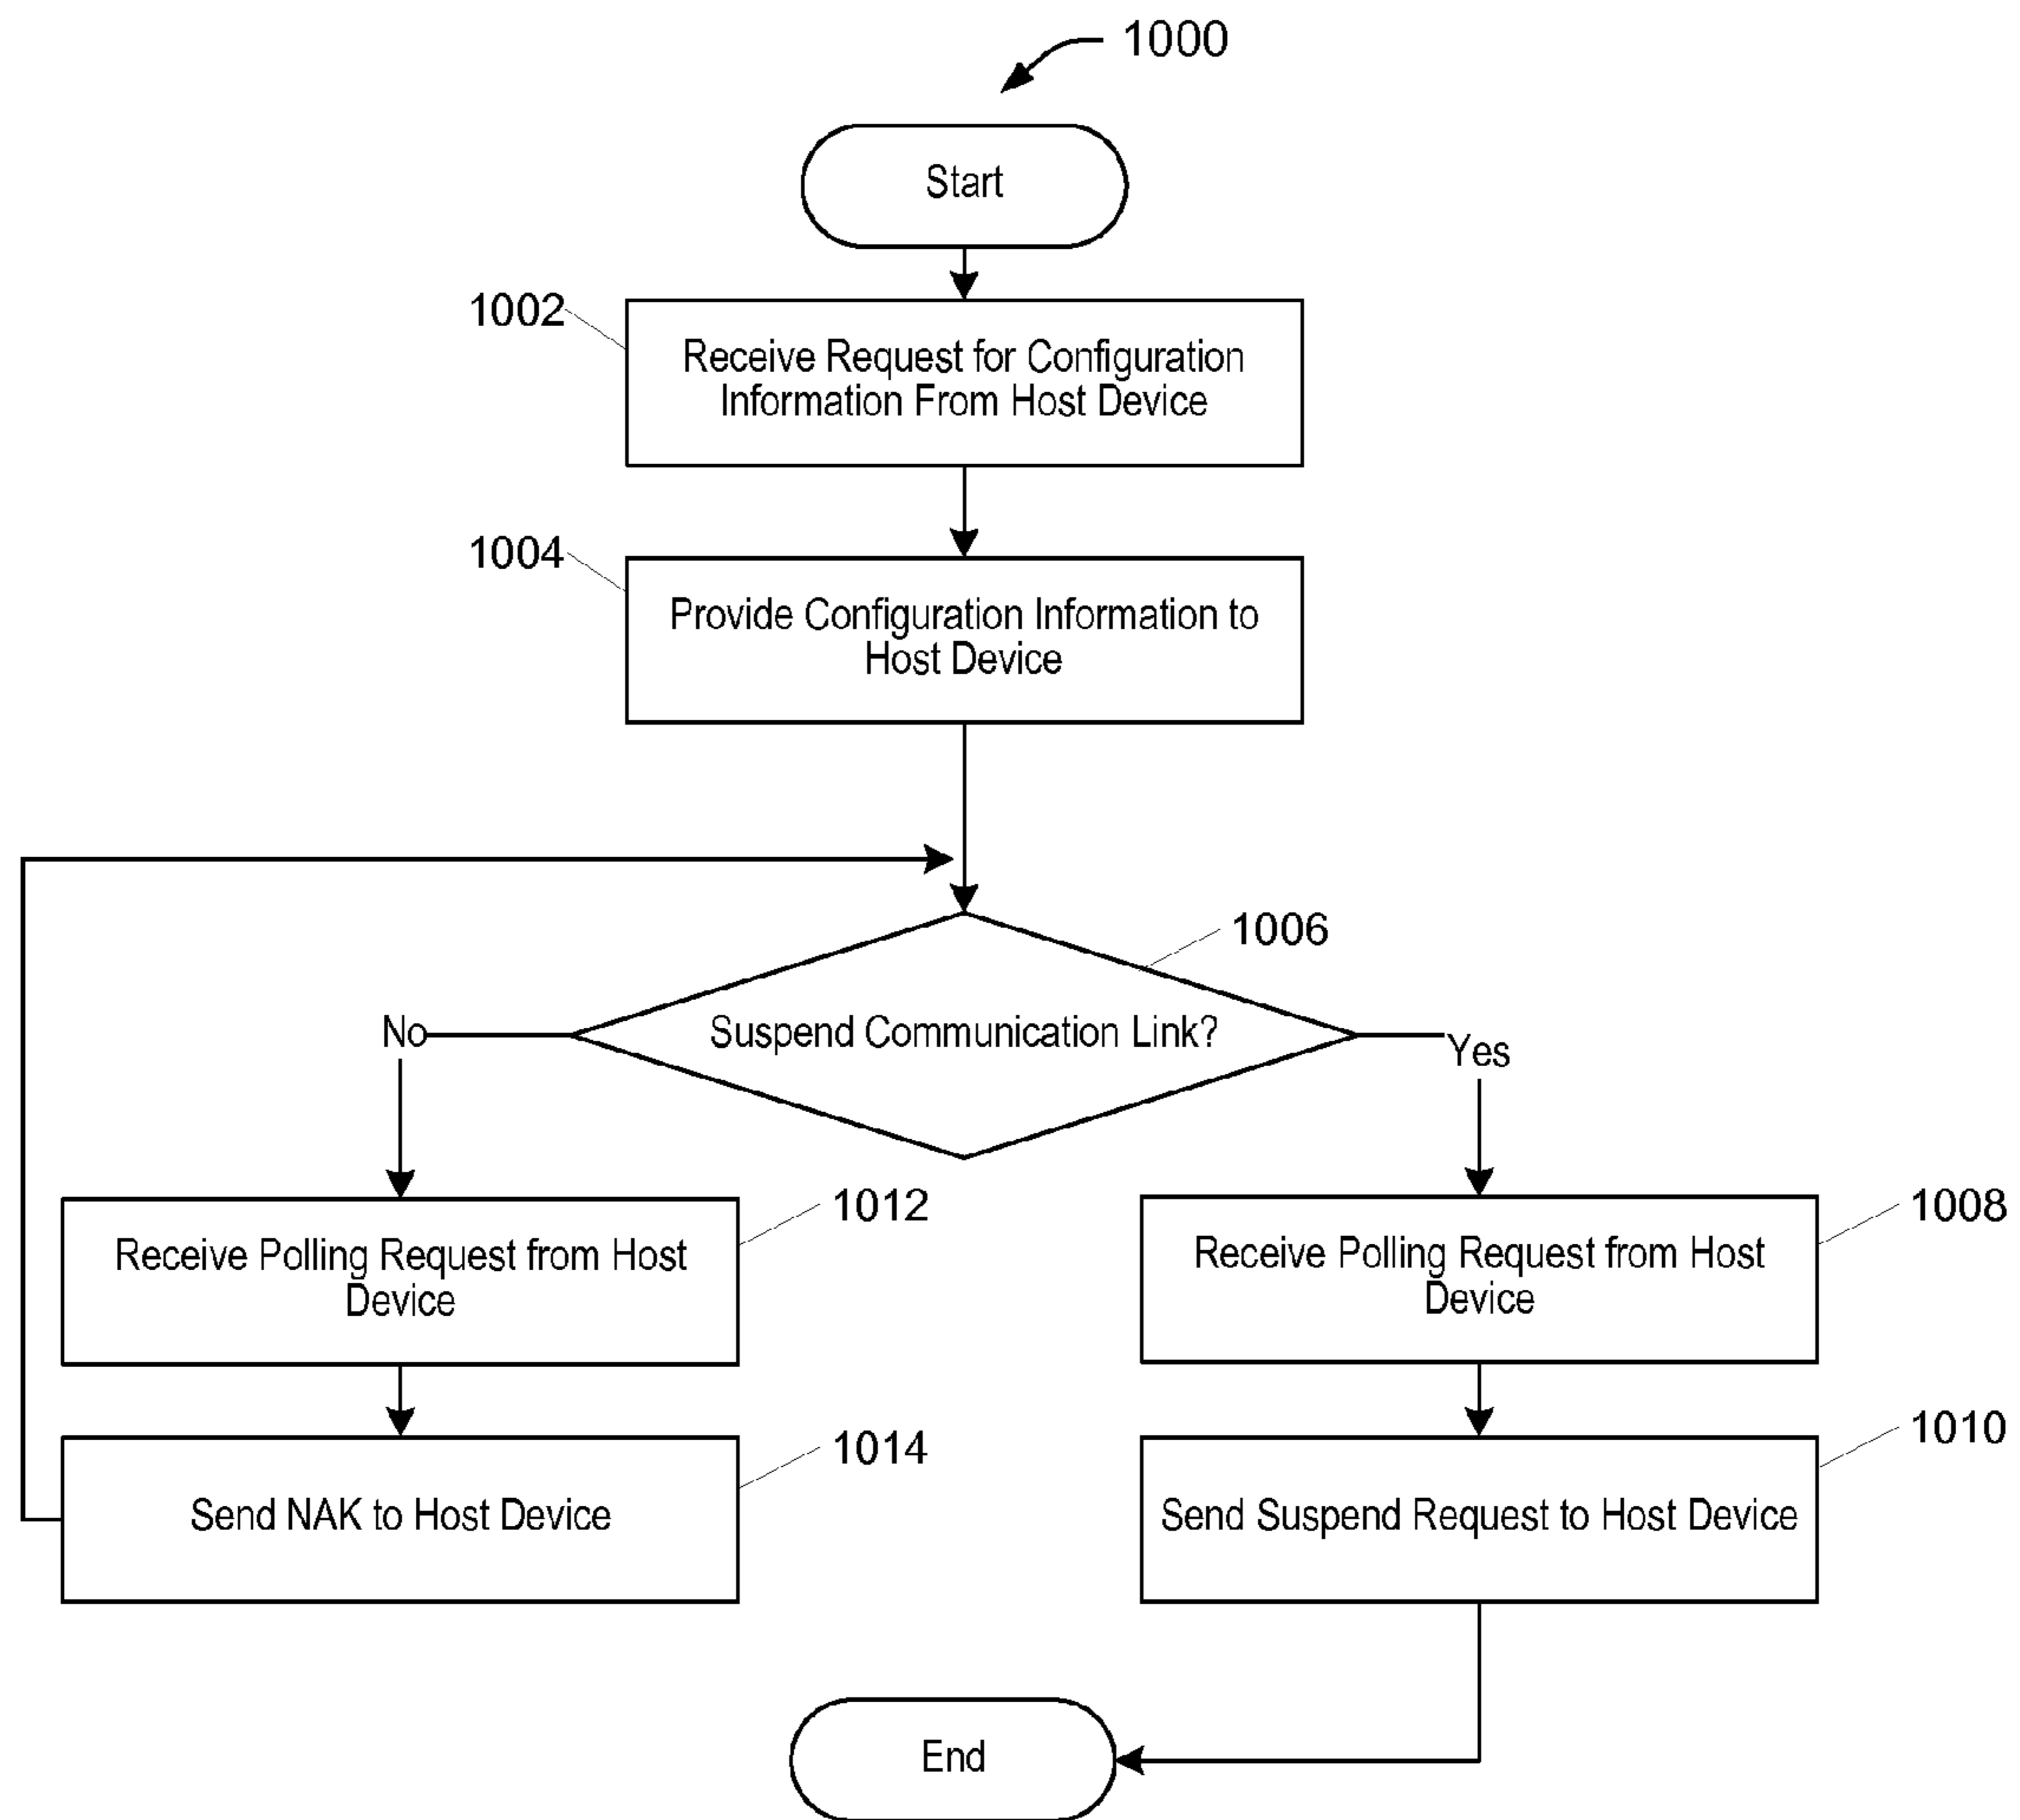 1000
Start
1002
Receive Request for Configuration
Information From Host Device
1004
Provide Configuration Information to
Host Device
1006
Suspend Communication Link?
No
Yes
1012
Receive Polling Request from Host
Device
1008
Receive Polling Request from Host
Device
1014
Send NAK to Host Device
1010
Send Suspend Request to Host Device
End